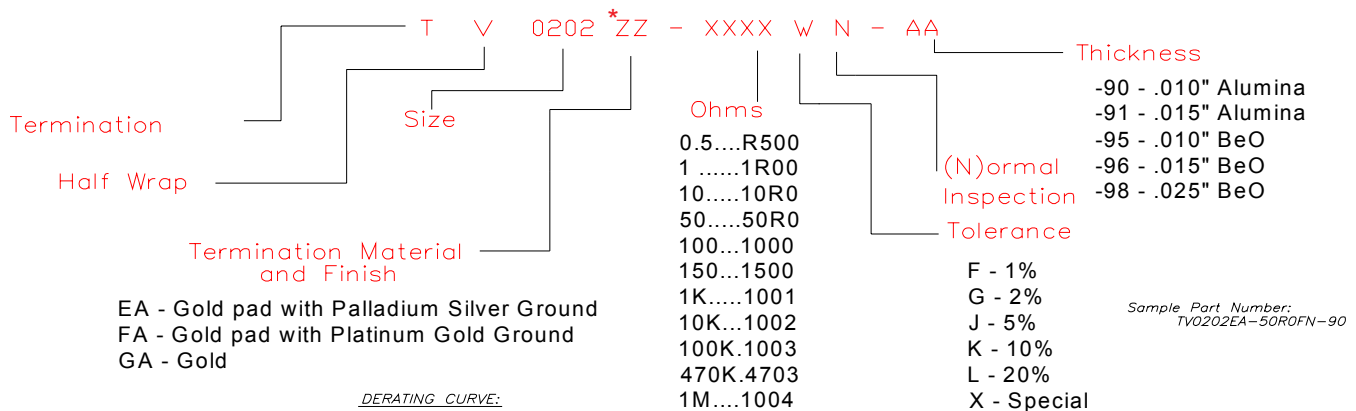 T V 0202 *ZZ - XXXX W N - AA
Thickness
-90 - .010" Alumina
-91 - .015" Alumina
-95 - .010" BeO
-96 - .015" BeO
-98 - .025" BeO
Termination
Size
Ohms
0.5....R500
1 ......1R00
10....10R0
50.....50R0
100...1000
150...1500
1K.....1001
10K...1002
100K.1003
470K.4703
1M....1004
(N)ormal
Inspection
Half Wrap
Tolerance
F - 1%
G - 2%
J - 5%
K - 10%
L - 20%
X - Special
Termination Material
and Finish
EA - Gold pad with Palladium Silver Ground
FA - Gold pad with Platinum Gold Ground
GA - Gold
Sample Part Number:
TV0202EA-50R0FN-90
DERATING CURVE: